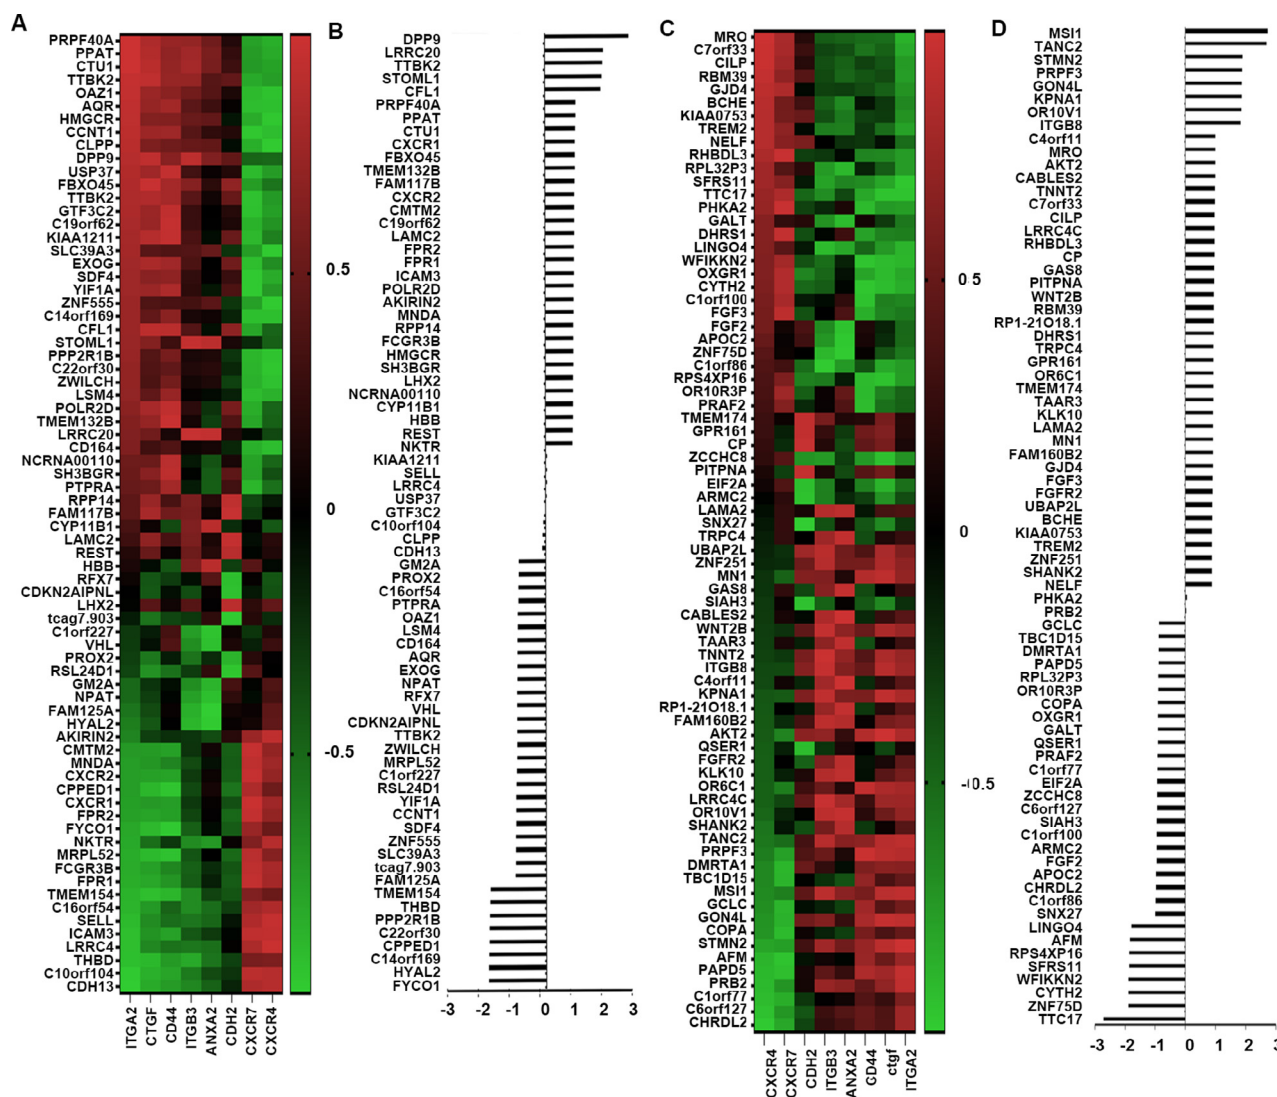 A
PRPF40A
PPAT
CTU1
TTBK2
OAZ1
AQR
HMGCR
CCNT1
CLPP
DPP9
USP37
FBXO45
TTBK2
GTF3C2
C19orf62
KIAA1211
SLC39A3
EXOG
SDF4
YIF1A
ZNF555
C14orf169
CFL1
STOML1
PPP2R1B
C22orf30
ZWILCH
LSM4
POLR2D
TMEM132B
LRRC20
CD164
NCRNA00110
SH3BGR
PTPRA
RPP14
FAM117B
CYP11B1
LAMC2
REST
HBB
RFX7
CDKN2AIPNL
LHX2
tcag7.903
C1orf227
VHL
PROX2
RSL24D1
GM2A
NPAT
FAM125A
HYAL2
AKIRIN2
CMTM2
MNDA
CXCR2
CPPED1
CXCR1
FPR2
FYCO1
NKTR
MRPL52
FCGR3B
FPR1
TMEM154
C16orf54
SELL
ICAM3
LRRC4
THBD
C10orf104
CDH13
ITGA2
CTGF
CD44
ITGB3
ANXA2
CDH2
CXCR7
CXCR4
0.5
0
-0.5
B
DPP9
LRRC20
TTBK2
STOML1
CFL1
PRPF40A
PPAT
CTU1
CXCR1
FBXO45
TMEM132B
FAM117B
CXCR2
CMTM2
C19orf62
LAMC2
FPR2
FPR1
ICAM3
POLR2D
AKIRIN2
MNDA
RPP14
FCGR3B
HMGCR
SH3BGR
LHX2
NCRNA00110
CYP11B1
HBB
REST
NKTR
KIAA1211
SELL
LRRC4
USP37
GTF3C2
C10orf104
CLPP
CDH13
GM2A
PROX2
C16orf54
PTPRA
OAZ1
LSM4
CD164
AQR
EXOG
NPAT
RFX7
VHL
CDKN2AIPNL
TTBK2
ZWILCH
MRPL52
C1orf227
RSL24D1
YIF1A
CCNT1
SDF4
ZNF555
SLC39A3
tcag7.903
FAM125A
TMEM154
THBD
PPP2R1B
C22orf30
CPPED1
C14orf169
HYAL2
FYCO1
-3 -2 -1 0 1 2 3
C
MRO
C7orf33
CILP
RBM39
GJD4
BCHE
KIAA0753
TREM2
NELF
RHBDL3
RPL32P3
SFRS11
TTC17
PHKA2
GALT
DHRS1
LINGO4
WFIKKN2
OXGR1
CYTH2
C1orf100
FGF3
FGF2
APOC2
ZNF75D
C1orf86
RPS4XP16
OR10R3P
PRAF2
TMEM174
GPR161
CP
ZCCHC8
PITPNA
EIF2A
ARMC2
LAMA2
SNX27
TRPC4
UBAP2L
ZNF251
MN1
GAS8
SIAH3
CABLES2
WNT2B
TAAR3
TNNT2
ITGB8
C4orf11
KPNA1
RP1-21O18.1
FAM160B2
AKT2
QSER1
FGFR2
KLK10
OR6C1
LRRC4C
OR10V1
SHANK2
TANC2
PRPF3
DMRTA1
TBC1D15
MSI1
GCLC
GON4L
COPA
STMN2
AFM
PAPD5
PRB2
C1orf77
C6orf127
CHRDL2
CXCR4
CXCR7
CDH2
ITGB3
ANXA2
CD44
ctgf
ITGA2
0.5
0
-0.5
D
MSI1
TANC2
STMN2
PRPF3
GON4L
KPNA1
OR10V1
ITGB8
C4orf11
MRO
AKT2
CABLES2
TNNT2
C7orf33
CILP
LRRC4C
RHBDL3
CP
GAS8
PITPNA
WNT2B
RBM39
RP1-21O18.1
DHRS1
TRPC4
GPR161
OR6C1
TMEM174
TAAR3
KLK10
LAMA2
MN1
FAM160B2
GJD4
FGF3
FGFR2
UBAP2L
BCHE
KIAA0753
TREM2
ZNF251
SHANK2
NELF
PHKA2
PRB2
GCLC
TBC1D15
DMRTA1
PAPD5
RPL32P3
OR10R3P
COPA
OXGR1
GALT
QSER1
PRAF2
C1orf77
EIF2A
ZCCHC8
C6orf127
SIAH3
C1orf100
ARMC2
FGF2
APOC2
CHRDL2
C1orf86
SNX27
LINGO4
AFM
RPS4XP16
SFRS11
WFIKKN2
CYTH2
ZNF75D
TTC17
-3 -2 -1 0 1 2 3